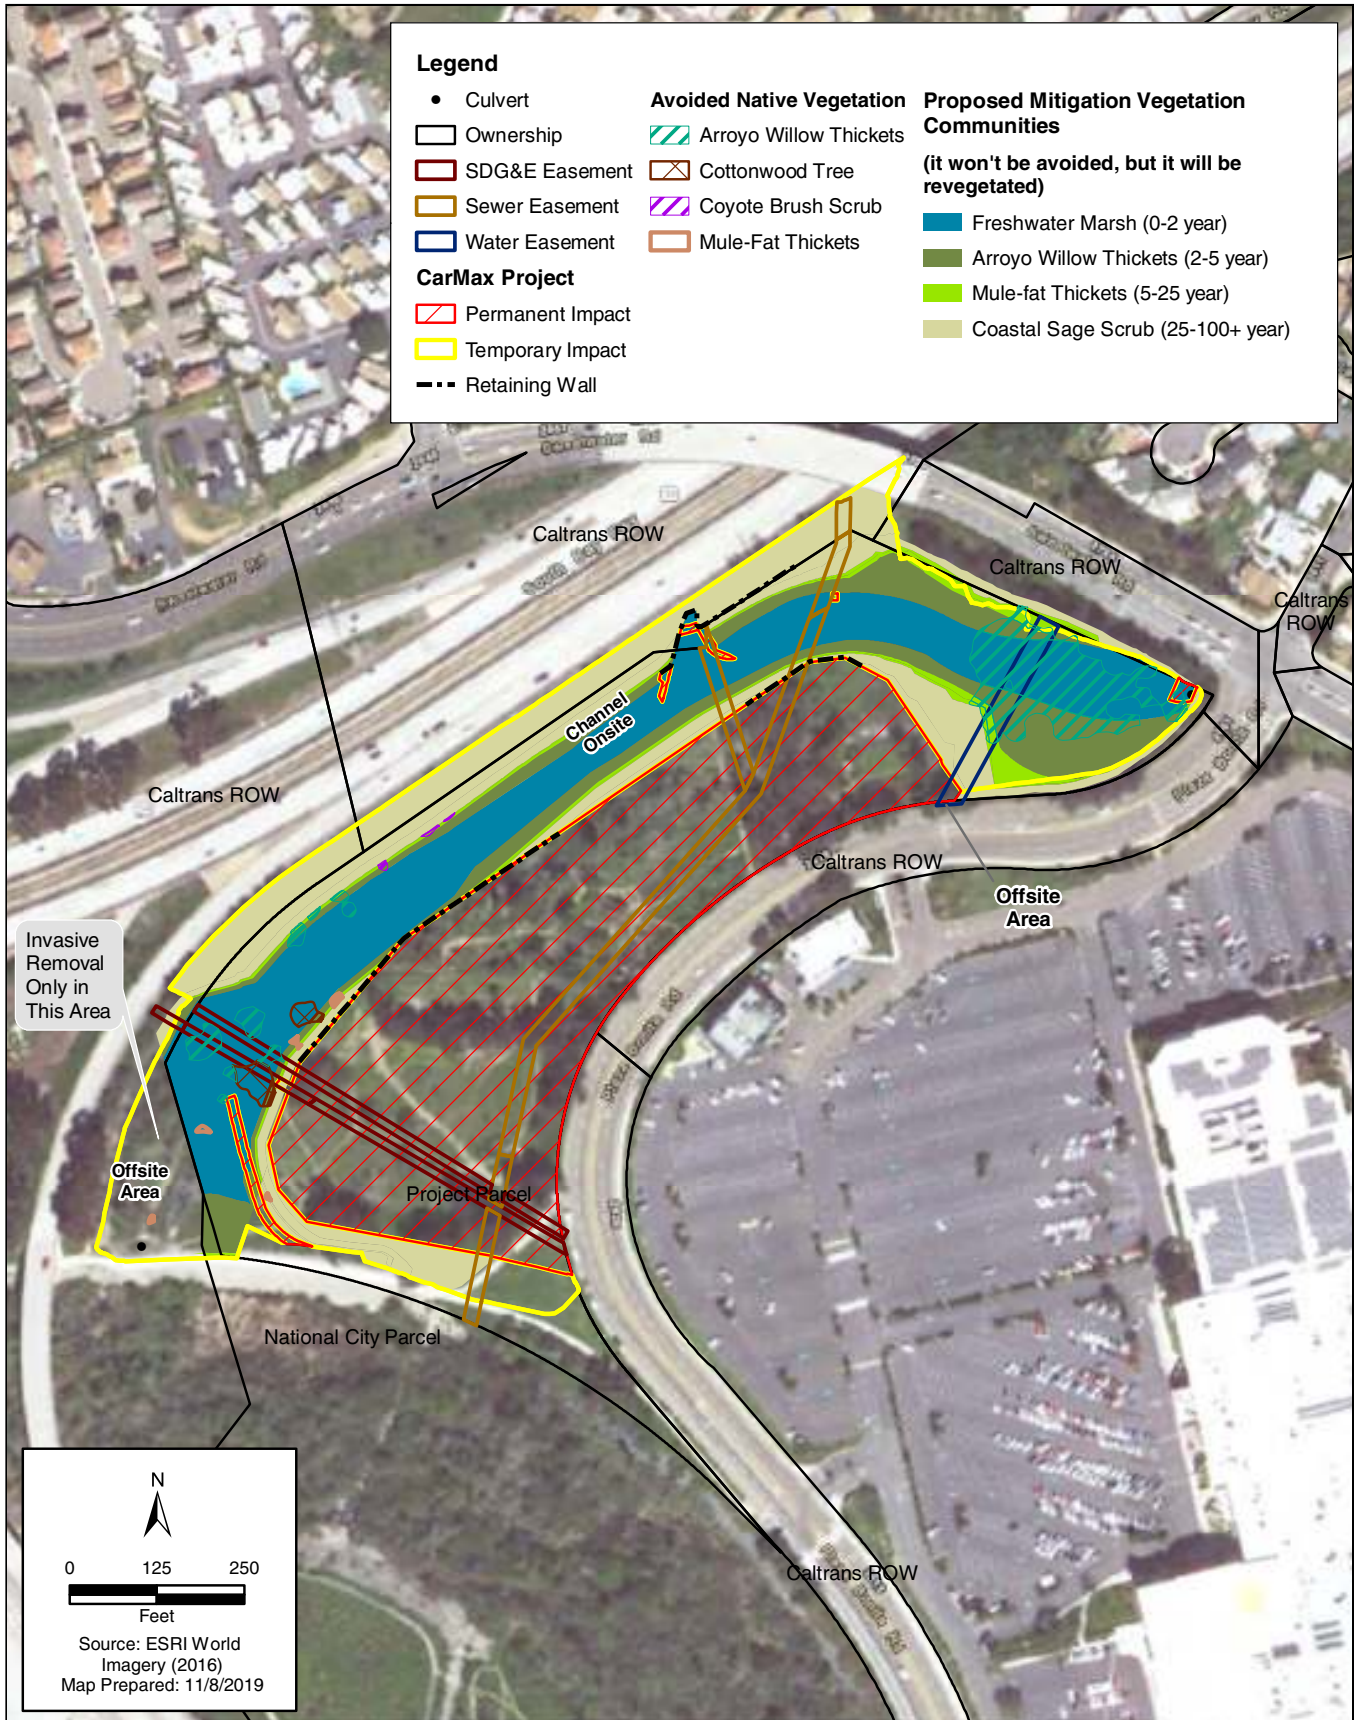 Legend
Culvert
Ownership
SDG&E Easement
Sewer Easement
Water Easement
CarMax Project
Permanent Impact
Temporary Impact
Retaining Wall
Avoided Native Vegetation
Arroyo Willow Thickets
Cottonwood Tree
Coyote Brush Scrub
Mule-Fat Thickets
Proposed Mitigation Vegetation
Communities
(it won't be avoided, but it will be
revegetated)
Freshwater Marsh (0-2 year)
Arroyo Willow Thickets (2-5 year)
Mule-fat Thickets (5-25 year)
Coastal Sage Scrub (25-100+ year)
Caltrans ROW
Caltrans ROW
Caltrans
ROW
Channel
Onsite
Caltrans ROW
Caltrans ROW
Offsite
Area
Invasive
Removal
Only in
This Area
Offsite
Area
Project Parcel
National City Parcel
Caltrans ROW
N
0 125 250
Feet
Source: ESRI World
Imagery (2016)
Map Prepared: 11/8/2019